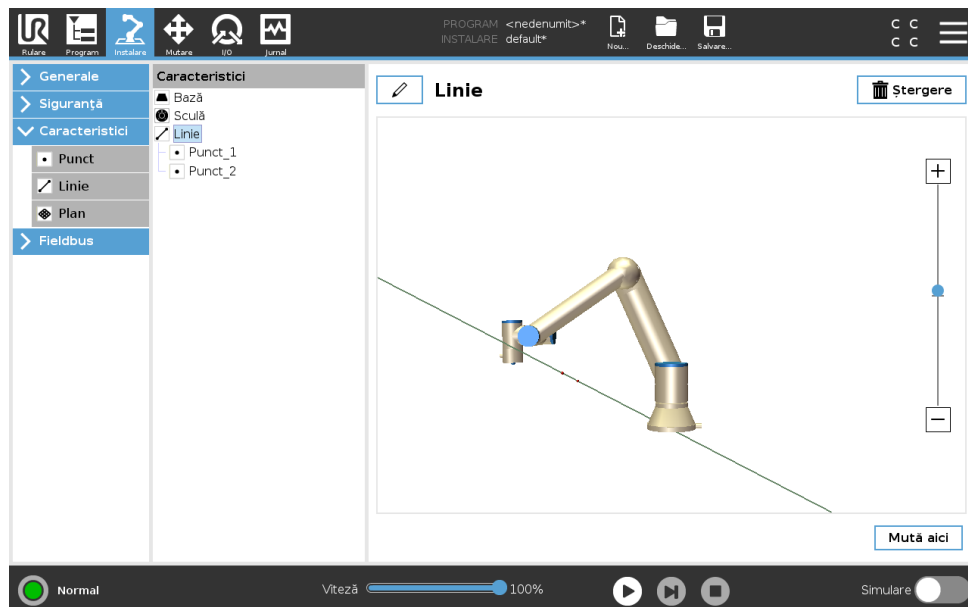 UR
PROGRAM <nedenumit>*
INSTALARE default*
C C
C C
Rulare Program Instalare Mutare I/O Jurnal Nou... Deschide... Salvare...
Generale
Siguranță
Caracteristici
Punct
Linie
Plan
Fieldbus
Caracteristici
Bază
Sculă
Linie
Punct_1
Punct_2
Linie
Ștergere
Mută aici
Normal
Viteză 100%
Simulare